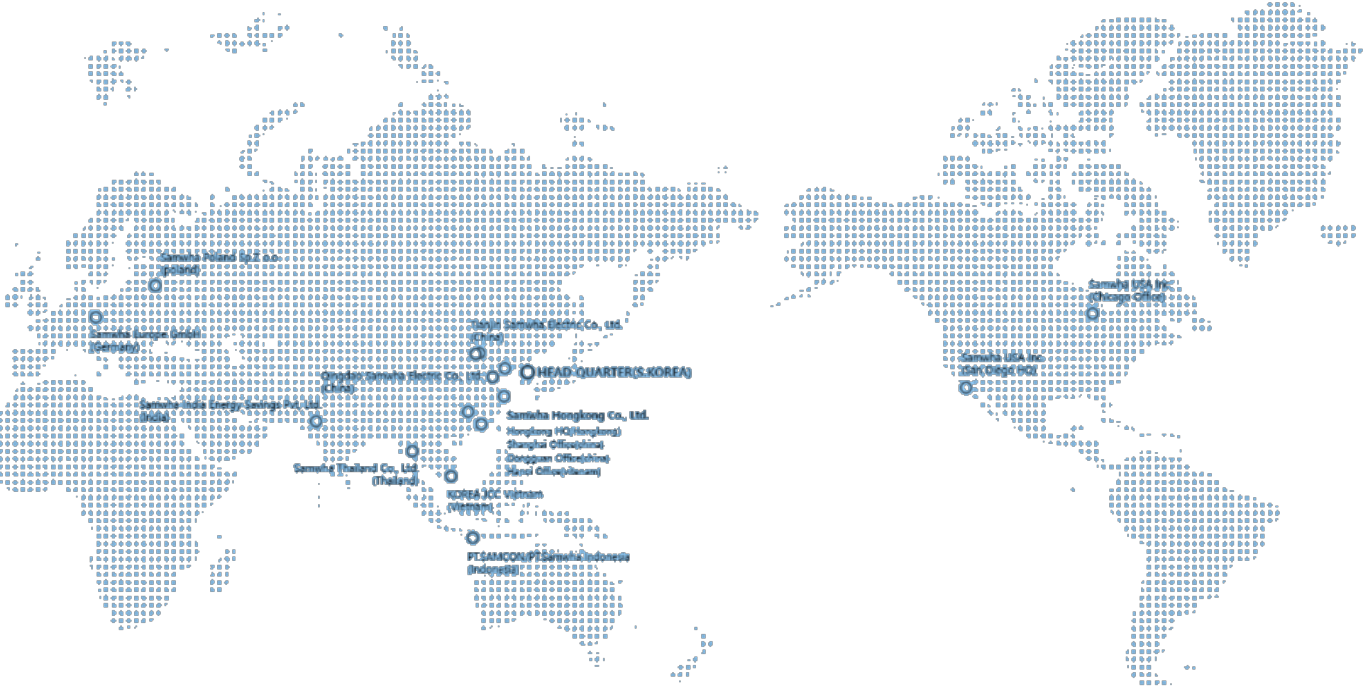 Samwha Poland Sp.Z o.o
(poland)
Samwha Europe GmbH
(Germany)
Tianjin Samwha Electric Co., Ltd.
(China)
HEAD QUARTER(S.KOREA)
Qingdao Samwha Electric Co., Ltd.
(China)
Samwha India Energy Savings Pvt. Ltd.
(India)
Samwha Hongkong Co., Ltd.
Hongkong HQ(Hongkong)
Shanghai Office(china)
Dongguan Office(china)
Hanoi Office(vitenam)
Samwha Thailand Co., Ltd.
(Thailand)
KOREA JCC Vietnam
(Vietnam)
PT.SAMCON/PT.Samwha Indonesia
(Indonesia)
Samwha USA Inc.
(Chicago Office)
Samwha USA Inc.
(San Diego HQ)